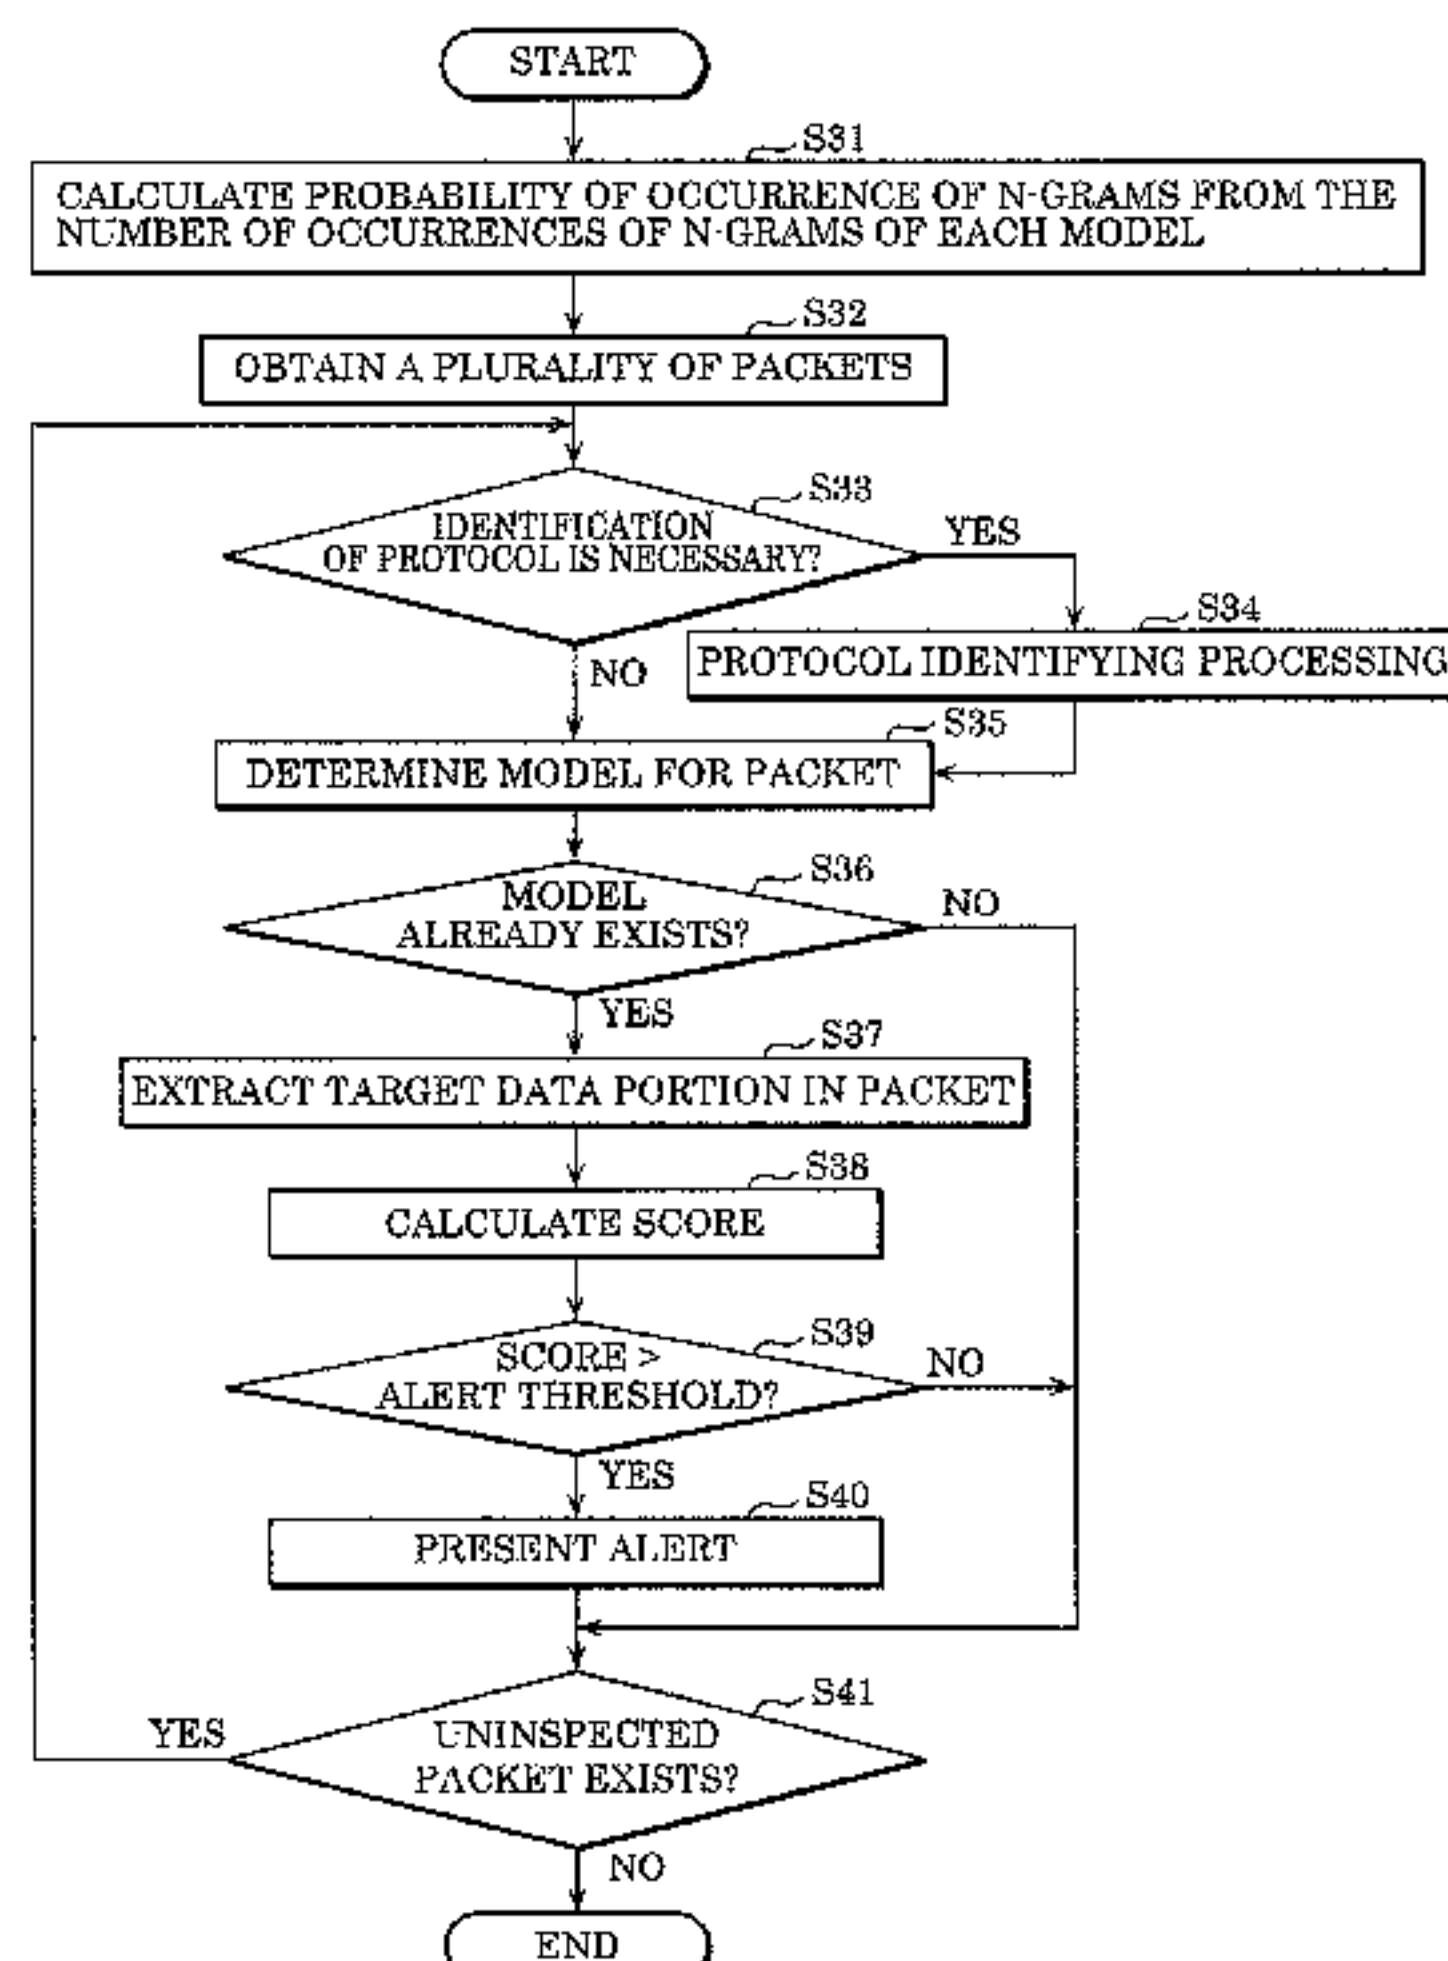 START
S31
CALCULATE PROBABILITY OF OCCURRENCE OF N-GRAMS FROM THE
NUMBER OF OCCURRENCES OF N-GRAMS OF EACH MODEL
S32
OBTAIN A PLURALITY OF PACKETS
S33
IDENTIFICATION
OF PROTOCOL IS NECESSARY?
YES
S34
PROTOCOL IDENTIFYING PROCESSING
NO
S35
DETERMINE MODEL FOR PACKET
S36
MODEL
ALREADY EXISTS?
NO
YES
S37
EXTRACT TARGET DATA PORTION IN PACKET
S38
CALCULATE SCORE
S39
SCORE >
ALERT THRESHOLD?
NO
YES
S40
PRESENT ALERT
S41
YES
UNINSPECTED
PACKET EXISTS?
NO
END